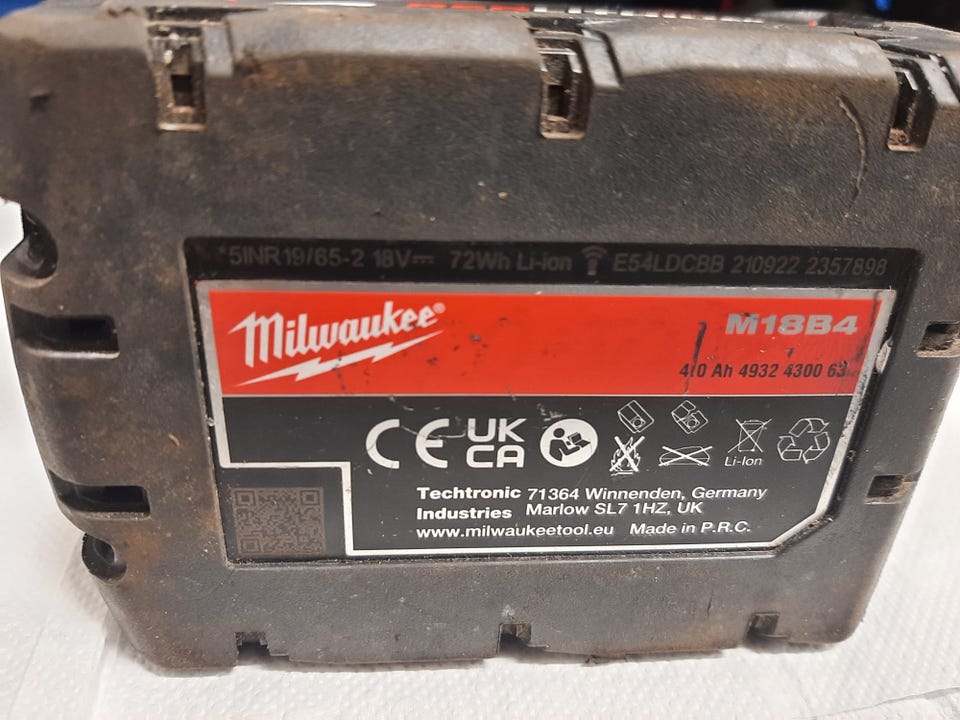 *5INR19/65-2 18V⎓ 72Wh Li-ion E54LDCBB 210922 2357898
Milwaukee®
M18B4
4.0 Ah 4932 4300 63
CE UK CA
Li-Ion
Techtronic 71364 Winnenden, Germany
Industries Marlow SL7 1HZ, UK
www.milwaukeetool.eu Made in P.R.C.